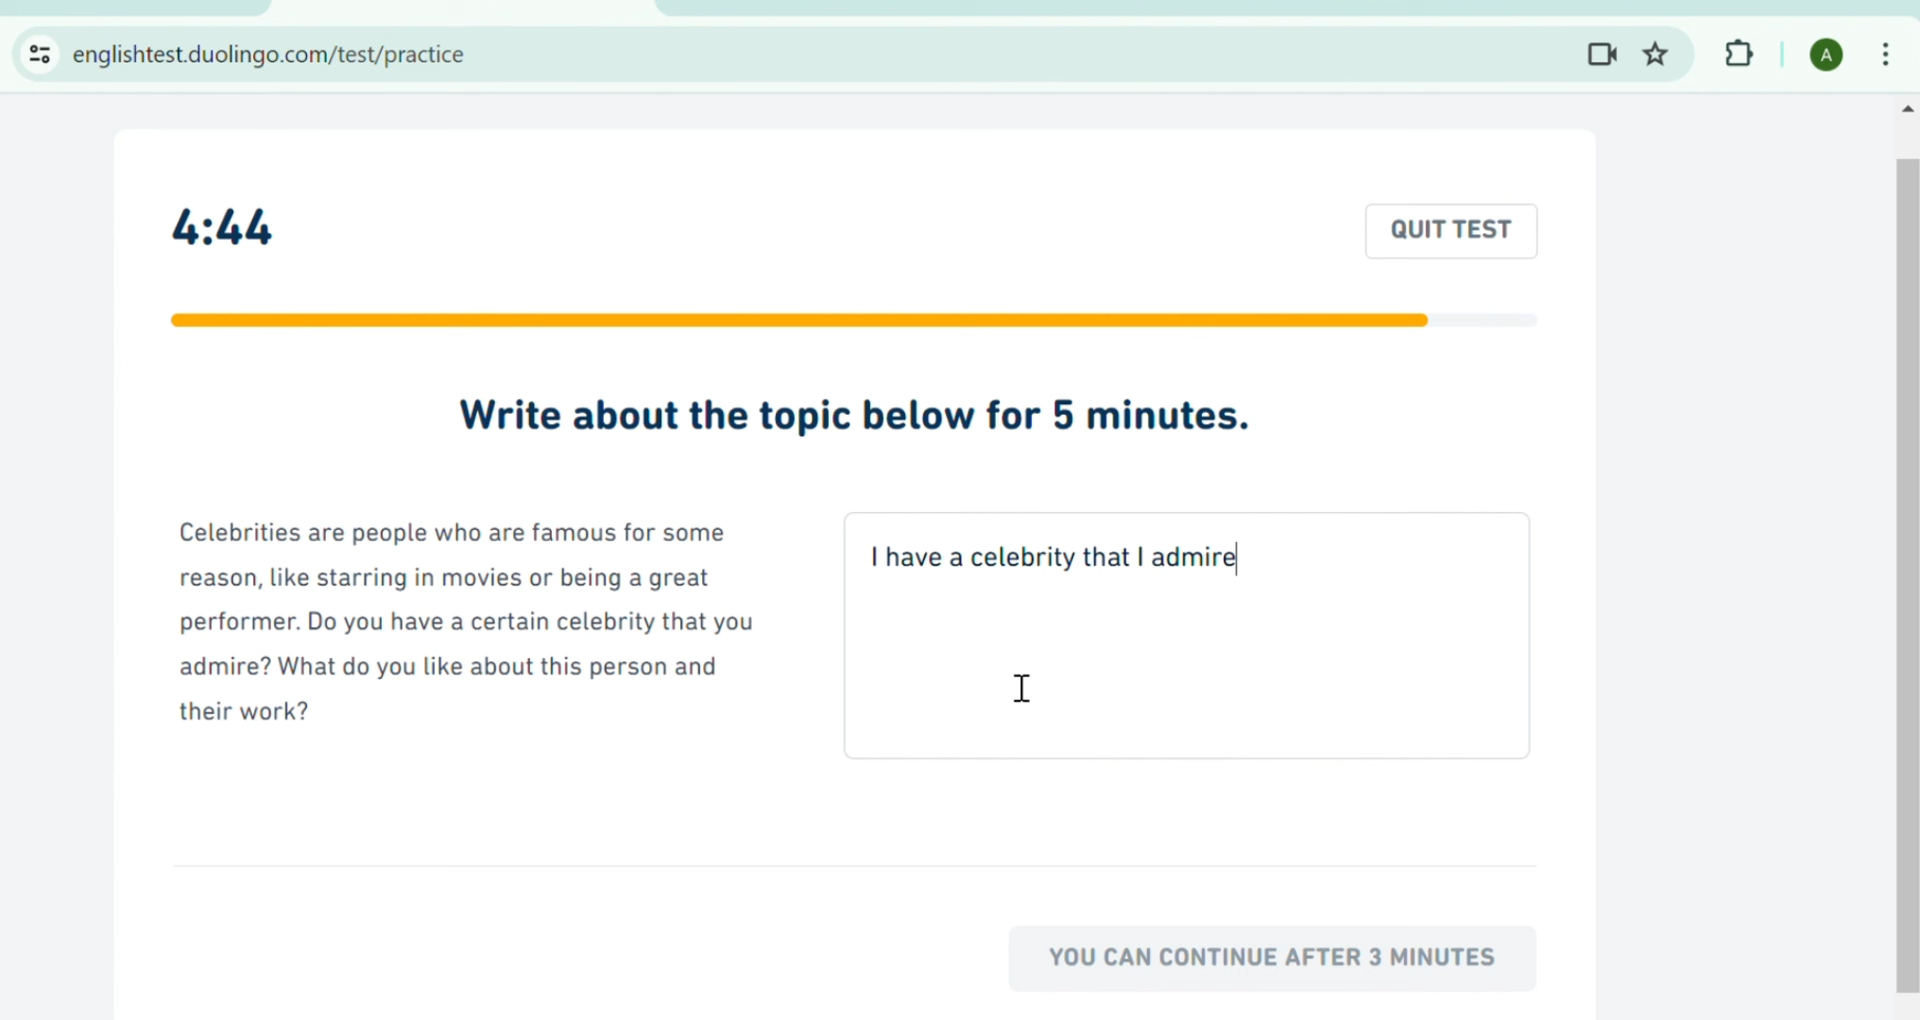 englishtest.duolingo.com/test/practice
A
4:44
QUIT TEST
Write about the topic below for 5 minutes.
Celebrities are people who are famous for some
reason, like starring in movies or being a great
performer. Do you have a certain celebrity that you
admire? What do you like about this person and
their work?
I have a celebrity that I admire
YOU CAN CONTINUE AFTER 3 MINUTES